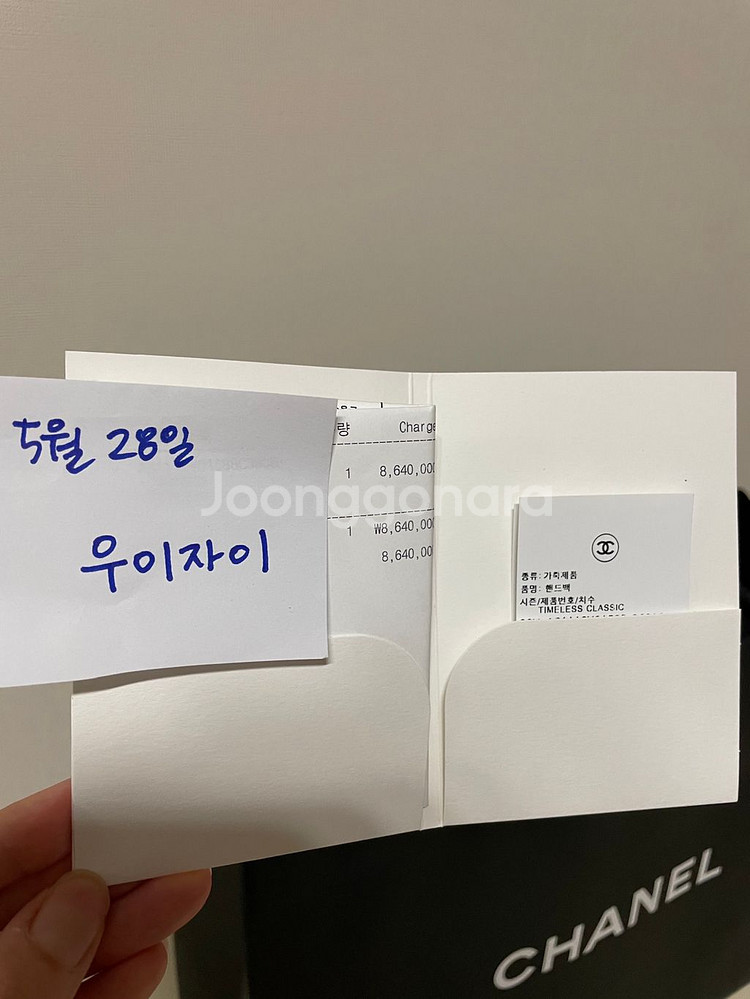 5월 28일
우이자이
량 Charge
1 8,640,000
1 ₩8,640,000
8,640,00
Joonggonara
종류: 가죽제품
품명: 핸드백
시즌/제품번호/치수
TIMELESS CLASSIC
CHANEL